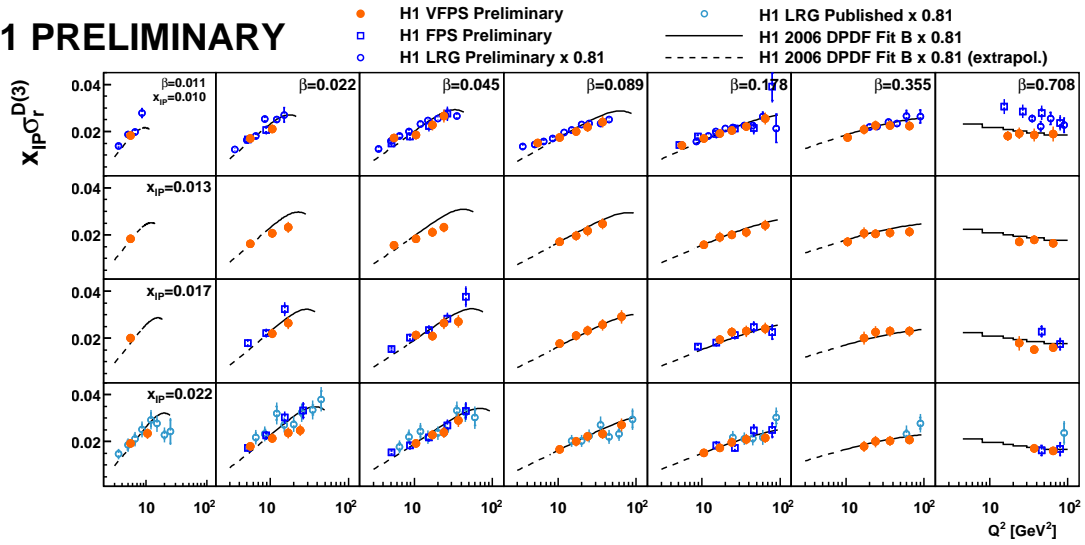 1 PRELIMINARY
H1 VFPS Preliminary
H1 FPS Preliminary
H1 LRG Preliminary x 0.81
H1 LRG Published x 0.81
H1 2006 DPDF Fit B x 0.81
H1 2006 DPDF Fit B x 0.81 (extrapol.)
x_IP σ_r^D(3)
0.04 β=0.011 β=0.022 β=0.045 β=0.089 β=0.178 β=0.355 β=0.708
x_IP=0.010
0.02
0.04 x_IP=0.013
0.02
0.04 x_IP=0.017
0.02
0.04 x_IP=0.022
0.02
10 10² 10 10² 10 10² 10 10² 10 10² 10 10² 10 10²
Q² [GeV²]